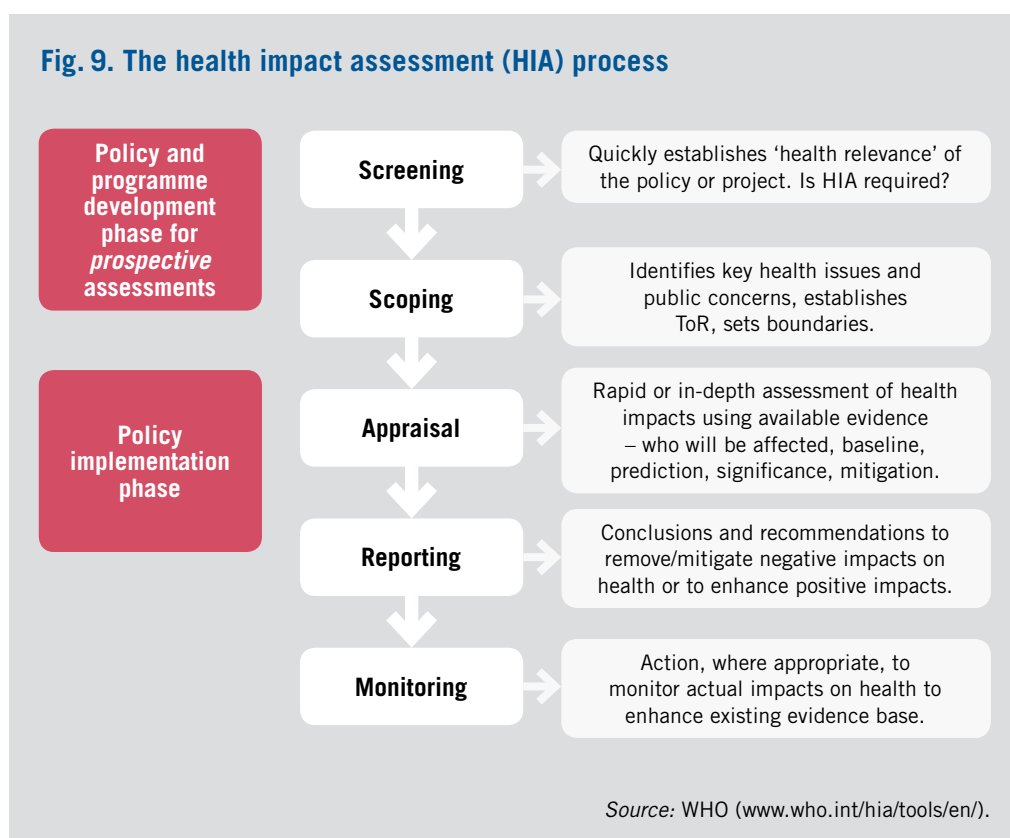 Fig. 9. The health impact assessment (HIA) process
Policy and
programme
development
phase for
prospective
assessments
Policy
implementation
phase
Screening
Quickly establishes ‘health relevance’ of
the policy or project. Is HIA required?
Scoping
Identifies key health issues and
public concerns, establishes
ToR, sets boundaries.
Appraisal
Rapid or in-depth assessment of health
impacts using available evidence
– who will be affected, baseline,
prediction, significance, mitigation.
Reporting
Conclusions and recommendations to
remove/mitigate negative impacts on
health or to enhance positive impacts.
Monitoring
Action, where appropriate, to
monitor actual impacts on health to
enhance existing evidence base.
Source: WHO (www.who.int/hia/tools/en/).